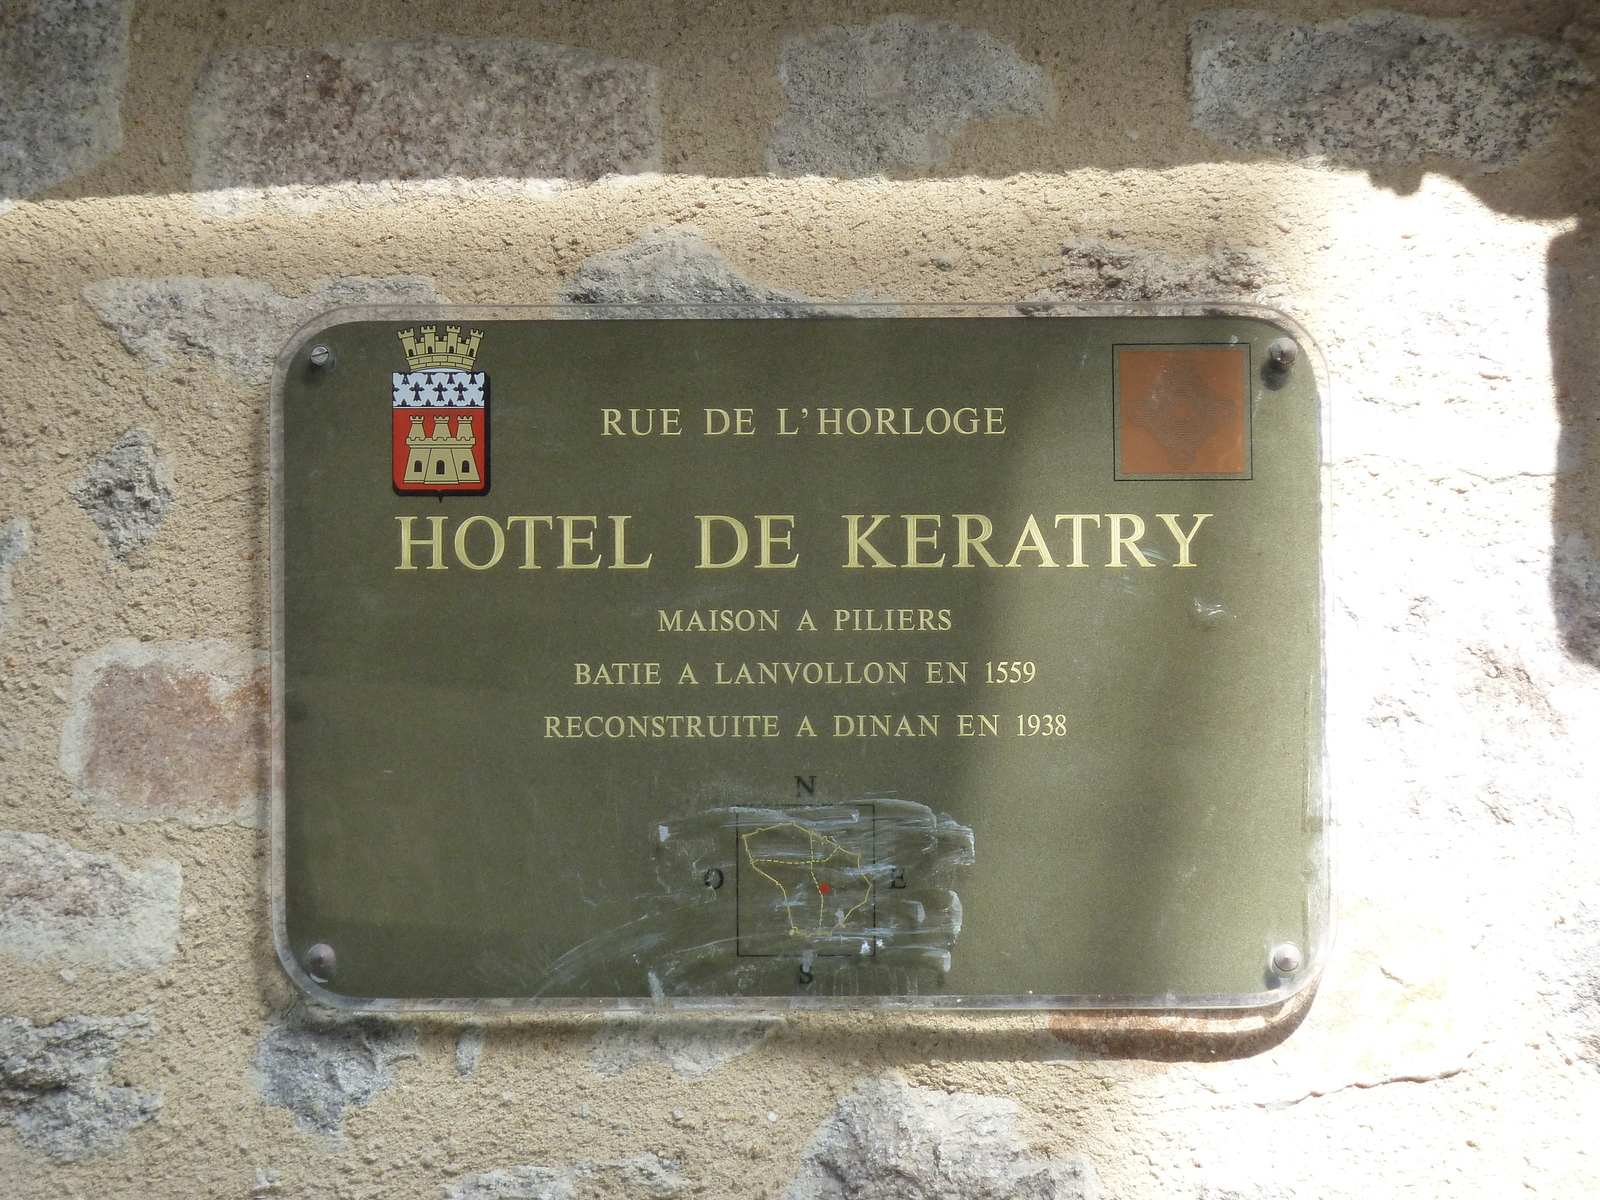 RUE DE L'HORLOGE
HOTEL DE KERATRY
MAISON A PILIERS
BATIE A LANVOLLON EN 1559
RECONSTRUITE A DINAN EN 1938
N
O E
S